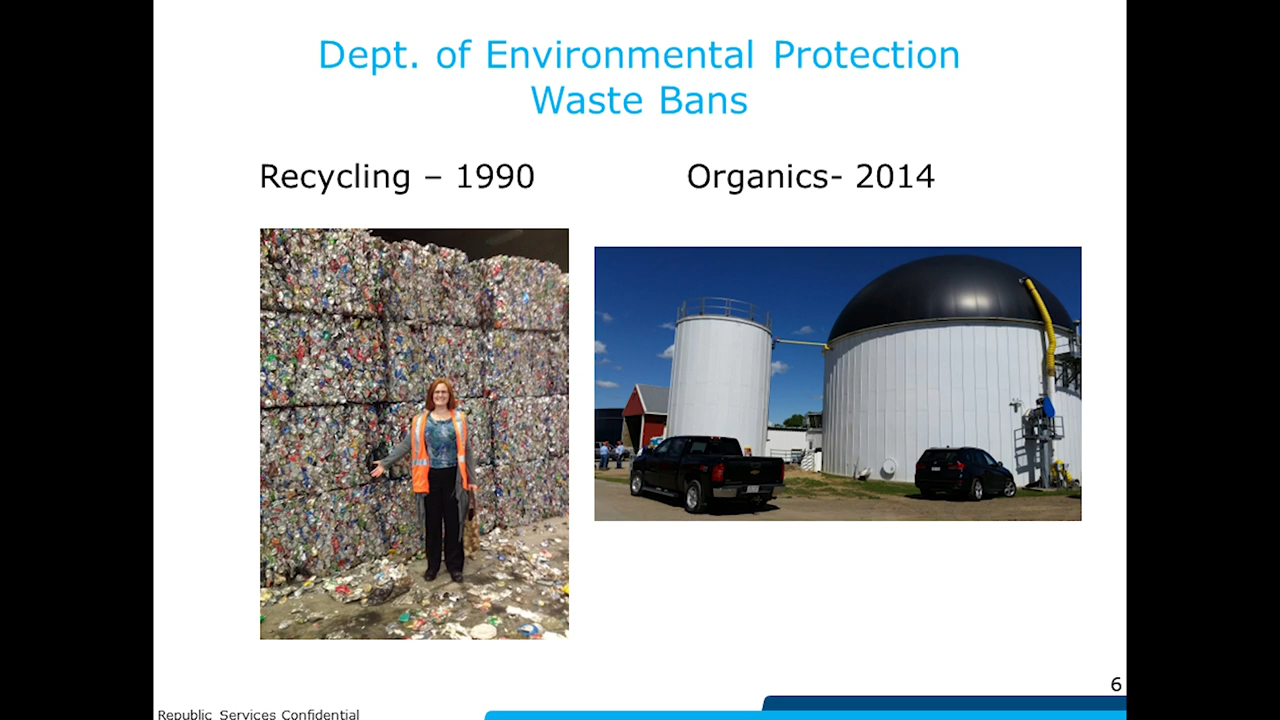 Dept. of Environmental Protection
Waste Bans
Recycling – 1990
Organics- 2014
6
Republic Services Confidential